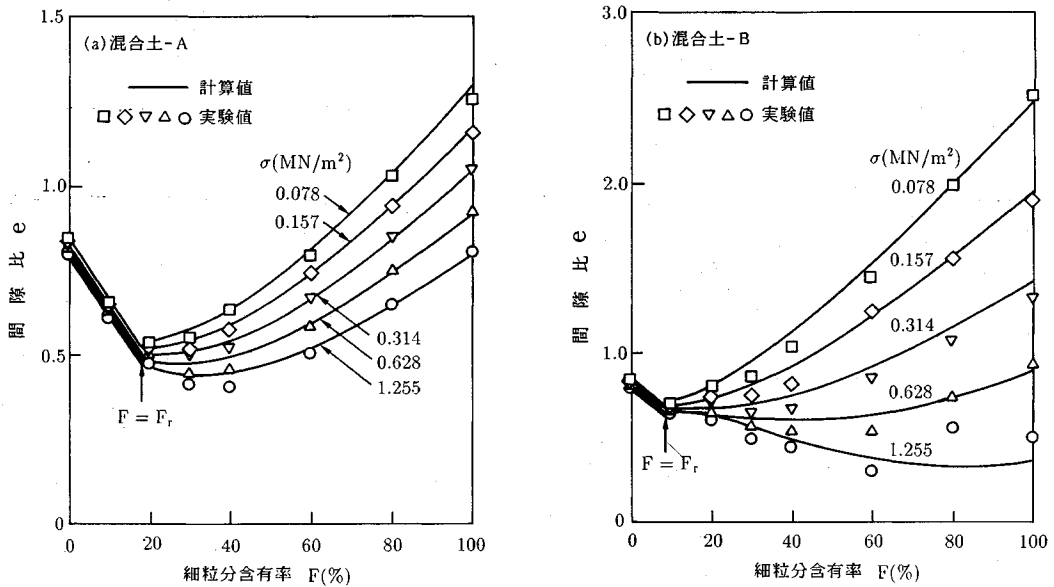 (a)混合土-A
計算値
□ ◇ ▽ △ ○ 実験値
σ(MN/m²)
0.078
0.157
0.314
0.628
1.255
F = Fᵣ
1.5
1.0
0.5
0
間隙比 e
0 20 40 60 80 100
細粒分含有率 F(%)
(b)混合土-B
計算値
□ ◇ ▽ △ ○ 実験値
σ(MN/m²)
0.078
0.157
0.314
0.628
1.255
F = Fᵣ
3.0
2.0
1.0
0
間隙比 e
0 20 40 60 80 100
細粒分含有率 F(%)